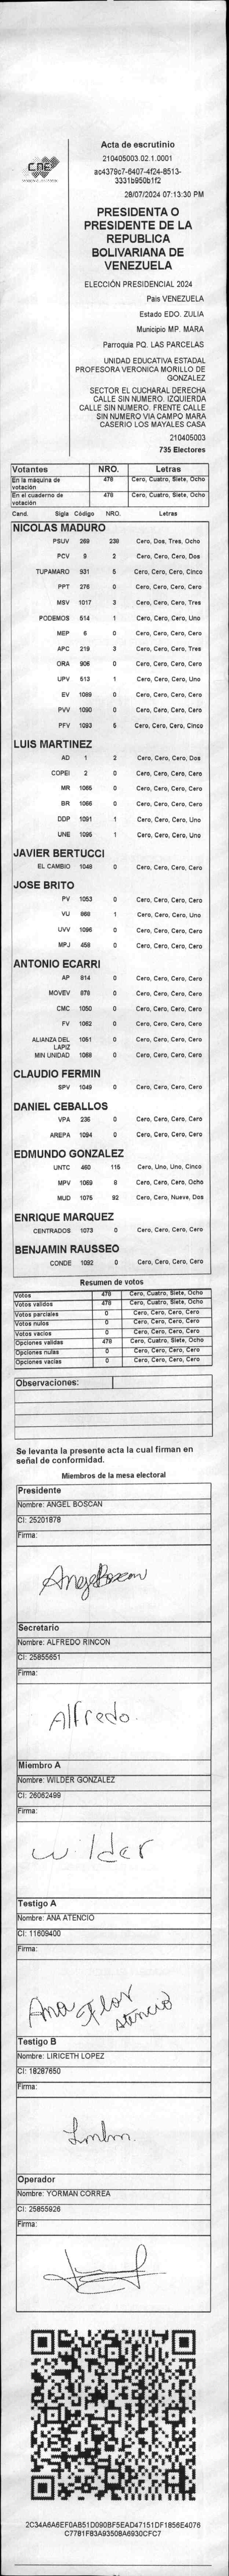 CNE
Acta de escrutinio
210405003.02.1.0001
ac4379c7-6407-4f24-8513-
3331b950b1f2
28/07/2024 07:13:30 PM
PRESIDENTA O
PRESIDENTE DE LA
REPUBLICA
BOLIVARIANA DE
VENEZUELA
ELECCIÓN PRESIDENCIAL 2024
País VENEZUELA
Estado EDO. ZULIA
Municipio MP. MARA
Parroquia PQ. LAS PARCELAS
UNIDAD EDUCATIVA ESTADAL
PROFESORA VERONICA MORILLO DE
GONZALEZ
SECTOR EL CUCHARAL DERECHA
CALLE SIN NUMERO. IZQUIERDA
CALLE SIN NUMERO. FRENTE CALLE
SIN NUMERO VIA CAMPO MARA
CASERIO LOS MAYALES CASA
210405003
735 Electores
Votantes NRO. Letras
En la máquina de votación 478 Cero, Cuatro, Siete, Ocho
En el cuaderno de votación 478 Cero, Cuatro, Siete, Ocho
Cand. Sigla Código NRO. Letras
NICOLAS MADURO
PSUV 269 238 Cero, Dos, Tres, Ocho
PCV 9 2 Cero, Cero, Cero, Dos
TUPAMARO 931 5 Cero, Cero, Cero, Cinco
PPT 276 0 Cero, Cero, Cero, Cero
MSV 1017 3 Cero, Cero, Cero, Tres
PODEMOS 514 1 Cero, Cero, Cero, Uno
MEP 6 0 Cero, Cero, Cero, Cero
APC 219 3 Cero, Cero, Cero, Tres
ORA 906 0 Cero, Cero, Cero, Cero
UPV 513 1 Cero, Cero, Cero, Uno
EV 1089 0 Cero, Cero, Cero, Cero
PVV 1090 0 Cero, Cero, Cero, Cero
PFV 1093 5 Cero, Cero, Cero, Cinco
LUIS MARTINEZ
AD 1 2 Cero, Cero, Cero, Dos
COPEI 2 0 Cero, Cero, Cero, Cero
MR 1065 0 Cero, Cero, Cero, Cero
BR 1066 0 Cero, Cero, Cero, Cero
DDP 1091 1 Cero, Cero, Cero, Uno
UNE 1095 1 Cero, Cero, Cero, Uno
JAVIER BERTUCCI
EL CAMBIO 1048 0 Cero, Cero, Cero, Cero
JOSE BRITO
PV 1053 0 Cero, Cero, Cero, Cero
VU 868 1 Cero, Cero, Cero, Uno
UVV 1096 0 Cero, Cero, Cero, Cero
MPJ 458 0 Cero, Cero, Cero, Cero
ANTONIO ECARRI
AP 814 0 Cero, Cero, Cero, Cero
MOVEV 878 0 Cero, Cero, Cero, Cero
CMC 1050 0 Cero, Cero, Cero, Cero
FV 1062 0 Cero, Cero, Cero, Cero
ALIANZA DEL LAPIZ 1051 0 Cero, Cero, Cero, Cero
MIN UNIDAD 1088 0 Cero, Cero, Cero, Cero
CLAUDIO FERMIN
SPV 1049 0 Cero, Cero, Cero, Cero
DANIEL CEBALLOS
VPA 236 0 Cero, Cero, Cero, Cero
AREPA 1094 0 Cero, Cero, Cero, Cero
EDMUNDO GONZALEZ
UNTC 460 115 Cero, Uno, Uno, Cinco
MPV 1069 8 Cero, Cero, Cero, Ocho
MUD 1075 92 Cero, Cero, Nueve, Dos
ENRIQUE MARQUEZ
CENTRADOS 1073 0 Cero, Cero, Cero, Cero
BENJAMIN RAUSSEO
CONDE 1092 0 Cero, Cero, Cero, Cero
Resumen de votos
Votos 478 Cero, Cuatro, Siete, Ocho
Votos validos 478 Cero, Cuatro, Siete, Ocho
Votos parciales 0 Cero, Cero, Cero, Cero
Votos nulos 0 Cero, Cero, Cero, Cero
Votos vacíos 0 Cero, Cero, Cero, Cero
Opciones validas 478 Cero, Cuatro, Siete, Ocho
Opciones nulas 0 Cero, Cero, Cero, Cero
Opciones vacias 0 Cero, Cero, Cero, Cero
Observaciones:
Se levanta la presente acta la cual firman en
señal de conformidad.
Miembros de la mesa electoral
Presidente
Nombre: ANGEL BOSCAN
CI: 25201878
Firma:
Angel Boscan
Secretario
Nombre: ALFREDO RINCON
CI: 25855651
Firma:
Alfredo.
Miembro A
Nombre: WILDER GONZALEZ
CI: 26062499
Firma:
wilder
Testigo A
Nombre: ANA ATENCIO
CI: 11609400
Firma:
Ana Flor Atencio
Testigo B
Nombre: LIRICETH LOPEZ
CI: 18287650
Firma:
Operador
Nombre: YORMAN CORREA
CI: 25855926
Firma:
2C34A6A6EF0AB51D090BF5EAD47151DF1856E4076
C7781F83A93508A6930CFC7